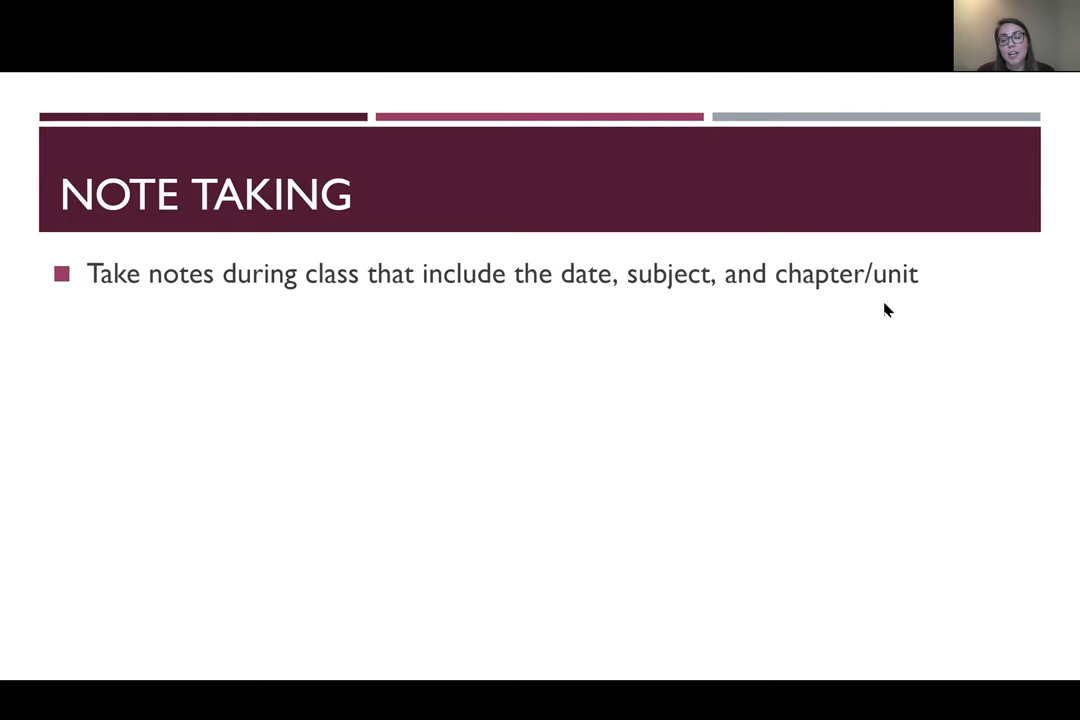 NOTE TAKING
Take notes during class that include the date, subject, and chapter/unit